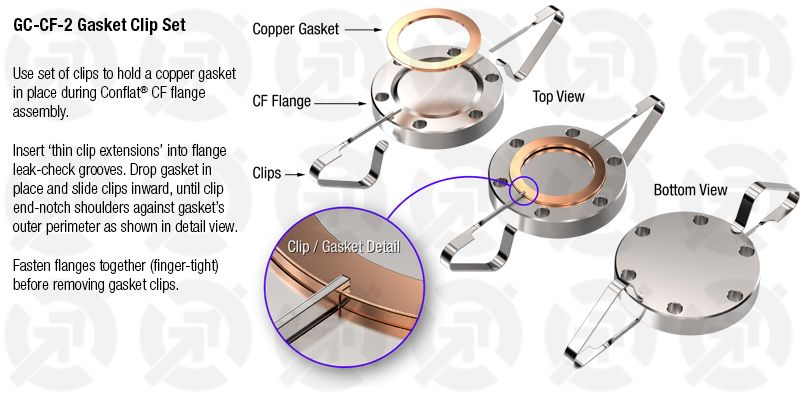 GC-CF-2 Gasket Clip Set
Use set of clips to hold a copper gasket
in place during Conflat® CF flange
assembly.
Insert ‘thin clip extensions’ into flange
leak-check grooves. Drop gasket in
place and slide clips inward, until clip
end-notch shoulders against gasket’s
outer perimeter as shown in detail view.
Fasten flanges together (finger-tight)
before removing gasket clips.
Copper Gasket
CF Flange
Clips
Top View
Clip / Gasket Detail
Bottom View